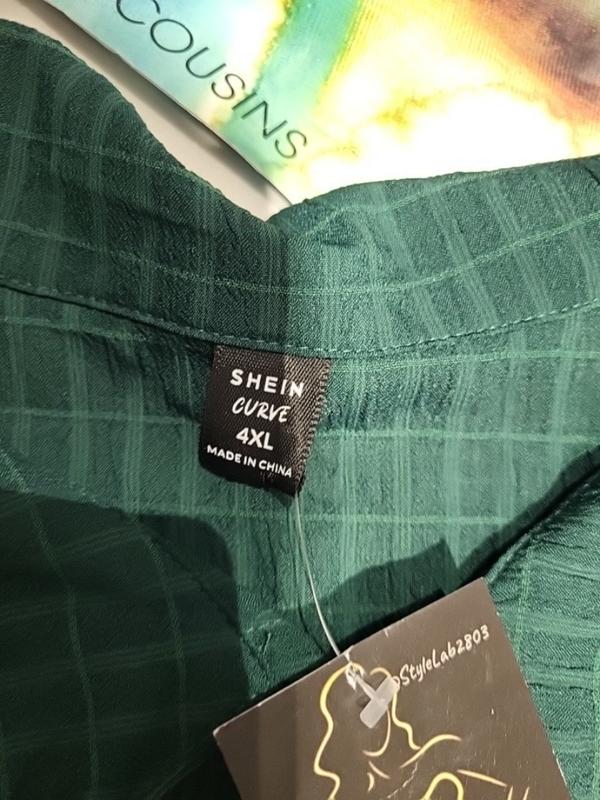 COUSINS
SHEIN
CURVE
4XL
MADE IN CHINA
@StyleLab2803